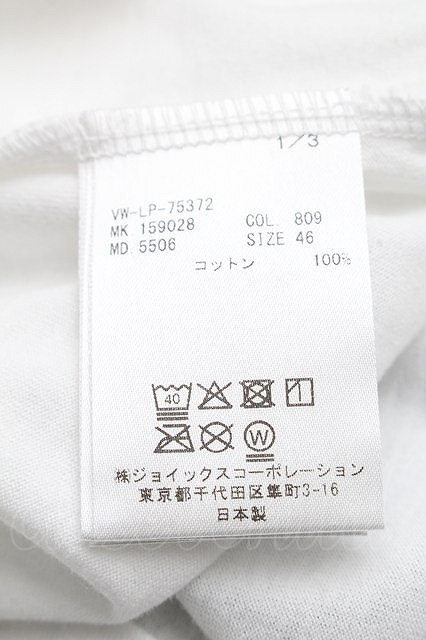 1/3
VW-LP-75372
MK 159028 COL. 809
MD 5506 SIZE 46
コットン 100%
40
W
㈱ジョイックスコーポレーション
東京都千代田区隼町3-16
日本製